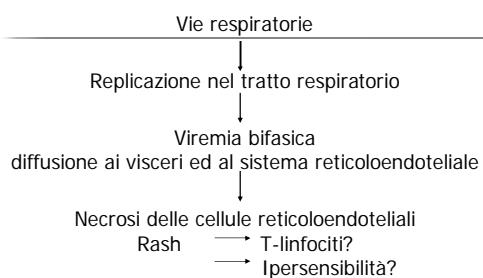 Vie respiratorie
Replicazione nel tratto respiratorio
Viremia bifasica
diffusione ai visceri ed al sistema reticoloendoteliale
Necrosi delle cellule reticoloendoteliali
Rash T-linfociti?
Ipersensibilità?